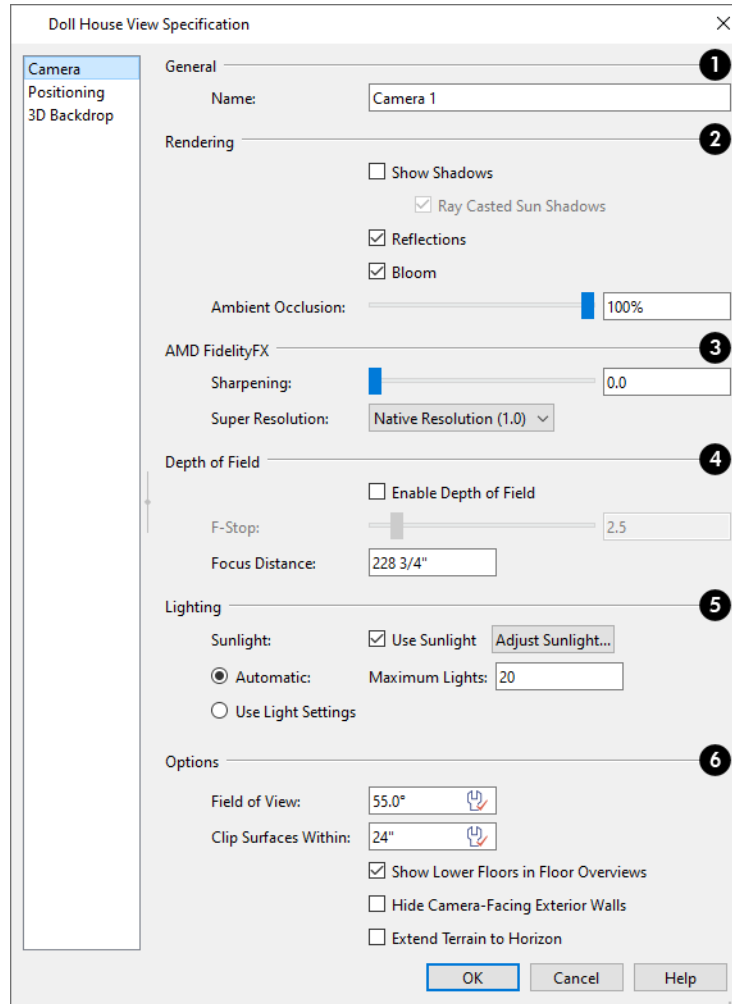 Doll House View Specification
Camera
Positioning
3D Backdrop
General 1
Name: Camera 1
Rendering 2
Show Shadows
Ray Casted Sun Shadows
Reflections
Bloom
Ambient Occlusion: 100%
AMD FidelityFX 3
Sharpening: 0.0
Super Resolution: Native Resolution (1.0)
Depth of Field 4
Enable Depth of Field
F-Stop: 2.5
Focus Distance: 228 3/4"
Lighting 5
Sunlight: Use Sunlight Adjust Sunlight...
Automatic: Maximum Lights: 20
Use Light Settings
Options 6
Field of View: 55.0°
Clip Surfaces Within: 24"
Show Lower Floors in Floor Overviews
Hide Camera-Facing Exterior Walls
Extend Terrain to Horizon
OK Cancel Help